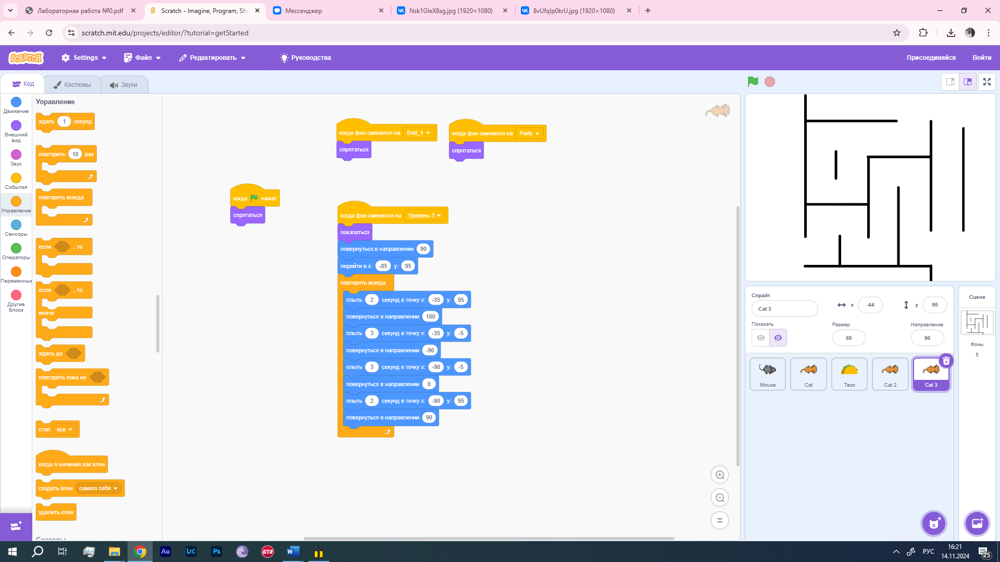 Лабораторная работа №0.pdf
Scratch - Imagine, Program, Sha
Мессенджер
Nsk1GleX8sg.jpg (1920×1080)
8vUfqIp0krU.jpg (1920×1080)
scratch.mit.edu/projects/editor/?tutorial=getStarted
SCRATCH
Settings
Файл
Редактировать
Руководства
Присоединяйся
Войти
Код
Костюмы
Звуки
Движение
Внешний вид
Звук
События
Управление
Сенсоры
Операторы
Переменные
Другие блоки
Управление
ждать 1 секунд
повторить 10 раз
повторять всегда
если , то
если , то
иначе
ждать до
повторять пока не
стоп все
когда я начинаю как клон
создать клон самого себя
удалить клон
Сенсоры
когда фон сменился на End_1
спрятаться
когда фон сменился на Party
спрятаться
когда нажат
спрятаться
когда фон сменился на Уровень 3
показаться
повернуться в направлении 90
перейти в x: -85 y: 95
повторять всегда
плыть 2 секунд в точку x: -35 y: 95
повернуться в направлении 180
плыть 3 секунд в точку x: -35 y: -5
повернуться в направлении -90
плыть 3 секунд в точку x: -90 y: -5
повернуться в направлении 0
плыть 2 секунд в точку x: -90 y: 95
повернуться в направлении 90
Спрайт
Cat 3
x -44
y 95
Показать
Размер
60
Направление
90
Mouse
Cat
Taco
Cat 2
Cat 3
Сцена
Фоны
5
Au
Lrc
Ps
GT3
W
РУС
16:21
14.11.2024
25